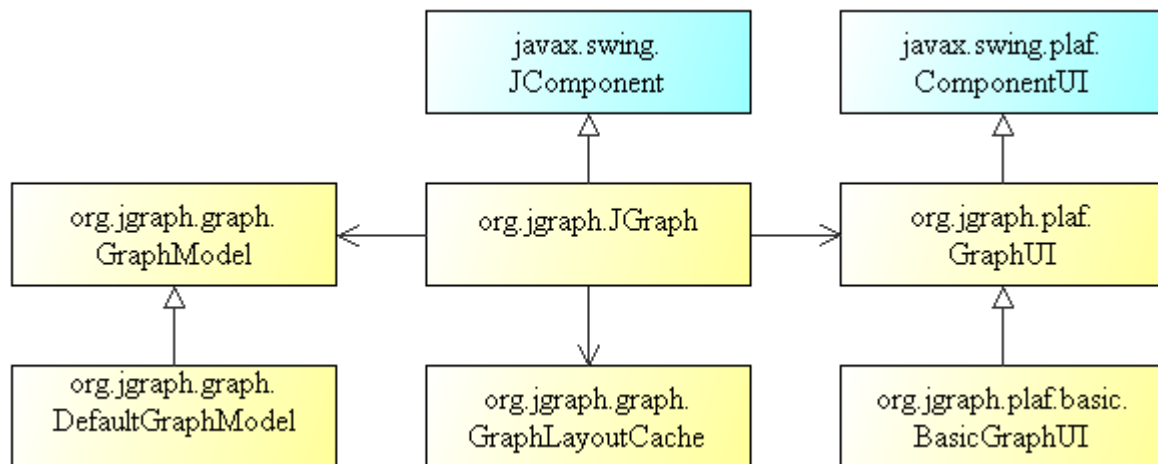 javax.swing.
JComponent
javax.swing.plaf.
ComponentUI
org.jgraph.graph.
GraphModel
org.jgraph.JGraph
org.jgraph.plaf.
GraphUI
org.jgraph.graph.
DefaultGraphModel
org.jgraph.graph.
GraphLayoutCache
org.jgraph.plaf.basic.
BasicGraphUI